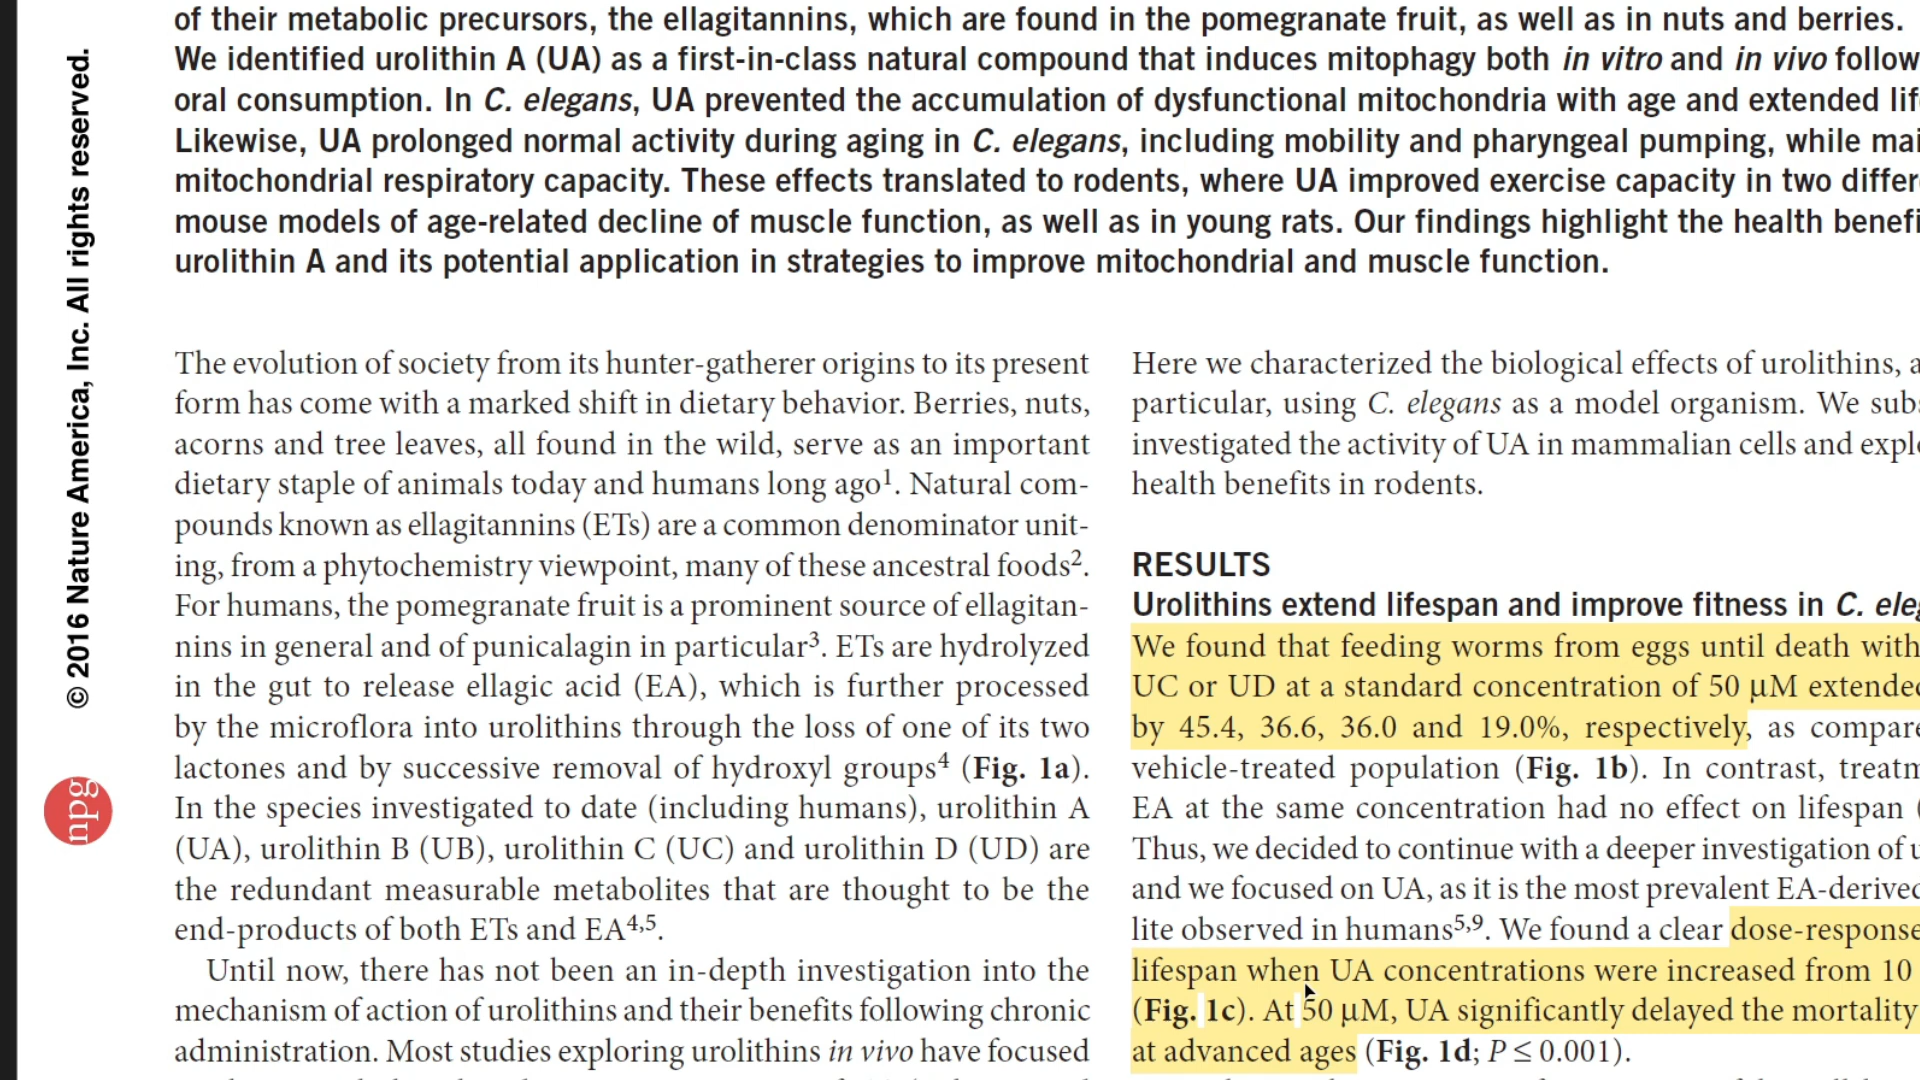 of their metabolic precursors, the ellagitannins, which are found in the pomegranate fruit, as well as in nuts and berries.
We identified urolithin A (UA) as a first-in-class natural compound that induces mitophagy both in vitro and in vivo follow
oral consumption. In C. elegans, UA prevented the accumulation of dysfunctional mitochondria with age and extended lif
Likewise, UA prolonged normal activity during aging in C. elegans, including mobility and pharyngeal pumping, while mai
mitochondrial respiratory capacity. These effects translated to rodents, where UA improved exercise capacity in two differ
mouse models of age-related decline of muscle function, as well as in young rats. Our findings highlight the health benefi
urolithin A and its potential application in strategies to improve mitochondrial and muscle function.
© 2016 Nature America, Inc. All rights reserved.
npg
The evolution of society from its hunter-gatherer origins to its present
form has come with a marked shift in dietary behavior. Berries, nuts,
acorns and tree leaves, all found in the wild, serve as an important
dietary staple of animals today and humans long ago1. Natural com-
pounds known as ellagitannins (ETs) are a common denominator unit-
ing, from a phytochemistry viewpoint, many of these ancestral foods2.
For humans, the pomegranate fruit is a prominent source of ellagitan-
nins in general and of punicalagin in particular3. ETs are hydrolyzed
in the gut to release ellagic acid (EA), which is further processed
by the microflora into urolithins through the loss of one of its two
lactones and by successive removal of hydroxyl groups4 (Fig. 1a).
In the species investigated to date (including humans), urolithin A
(UA), urolithin B (UB), urolithin C (UC) and urolithin D (UD) are
the redundant measurable metabolites that are thought to be the
end-products of both ETs and EA4,5.
Until now, there has not been an in-depth investigation into the
mechanism of action of urolithins and their benefits following chronic
administration. Most studies exploring urolithins in vivo have focused
Here we characterized the biological effects of urolithins, a
particular, using C. elegans as a model organism. We subs
investigated the activity of UA in mammalian cells and explo
health benefits in rodents.
RESULTS
Urolithins extend lifespan and improve fitness in C. eleg
We found that feeding worms from eggs until death with
UC or UD at a standard concentration of 50 µM extended
by 45.4, 36.6, 36.0 and 19.0%, respectively, as compare
vehicle-treated population (Fig. 1b). In contrast, treatm
EA at the same concentration had no effect on lifespan (
Thus, we decided to continue with a deeper investigation of u
and we focused on UA, as it is the most prevalent EA-derived
lite observed in humans5,9. We found a clear dose-response
lifespan when UA concentrations were increased from 10
(Fig. 1c). At 50 µM, UA significantly delayed the mortality
at advanced ages (Fig. 1d; P ≤ 0.001).